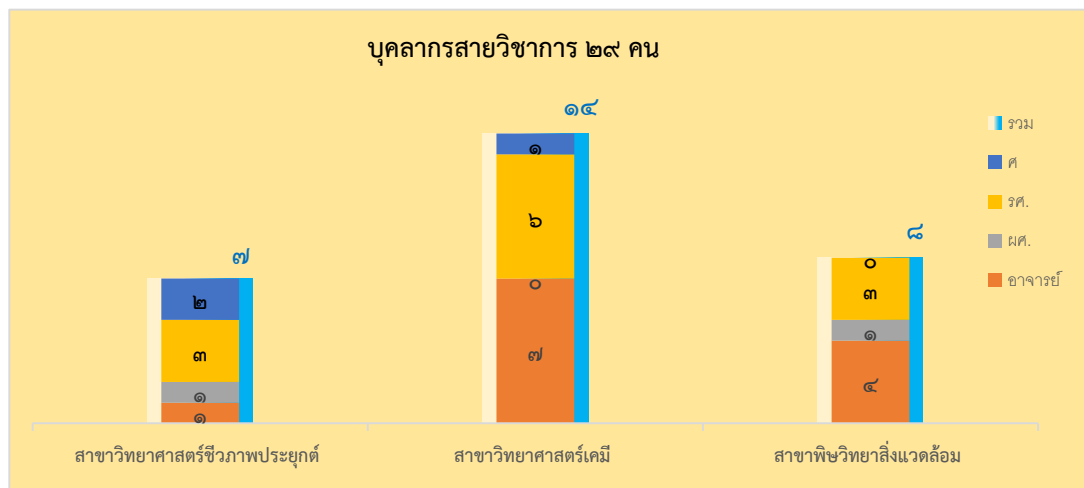 บุคลากรสายวิชาการ ๒๙ คน
๑๔
รวม
ศ
๑
รศ.
๖
ผศ.
๘
๗
๐
อาจารย์
๒
๐
๓
๓
๑
๑
๗
๔
๑
สาขาวิทยาศาสตร์ชีวภาพประยุกต์
สาขาวิทยาศาสตร์เคมี
สาขาพิษวิทยาสิ่งแวดล้อม